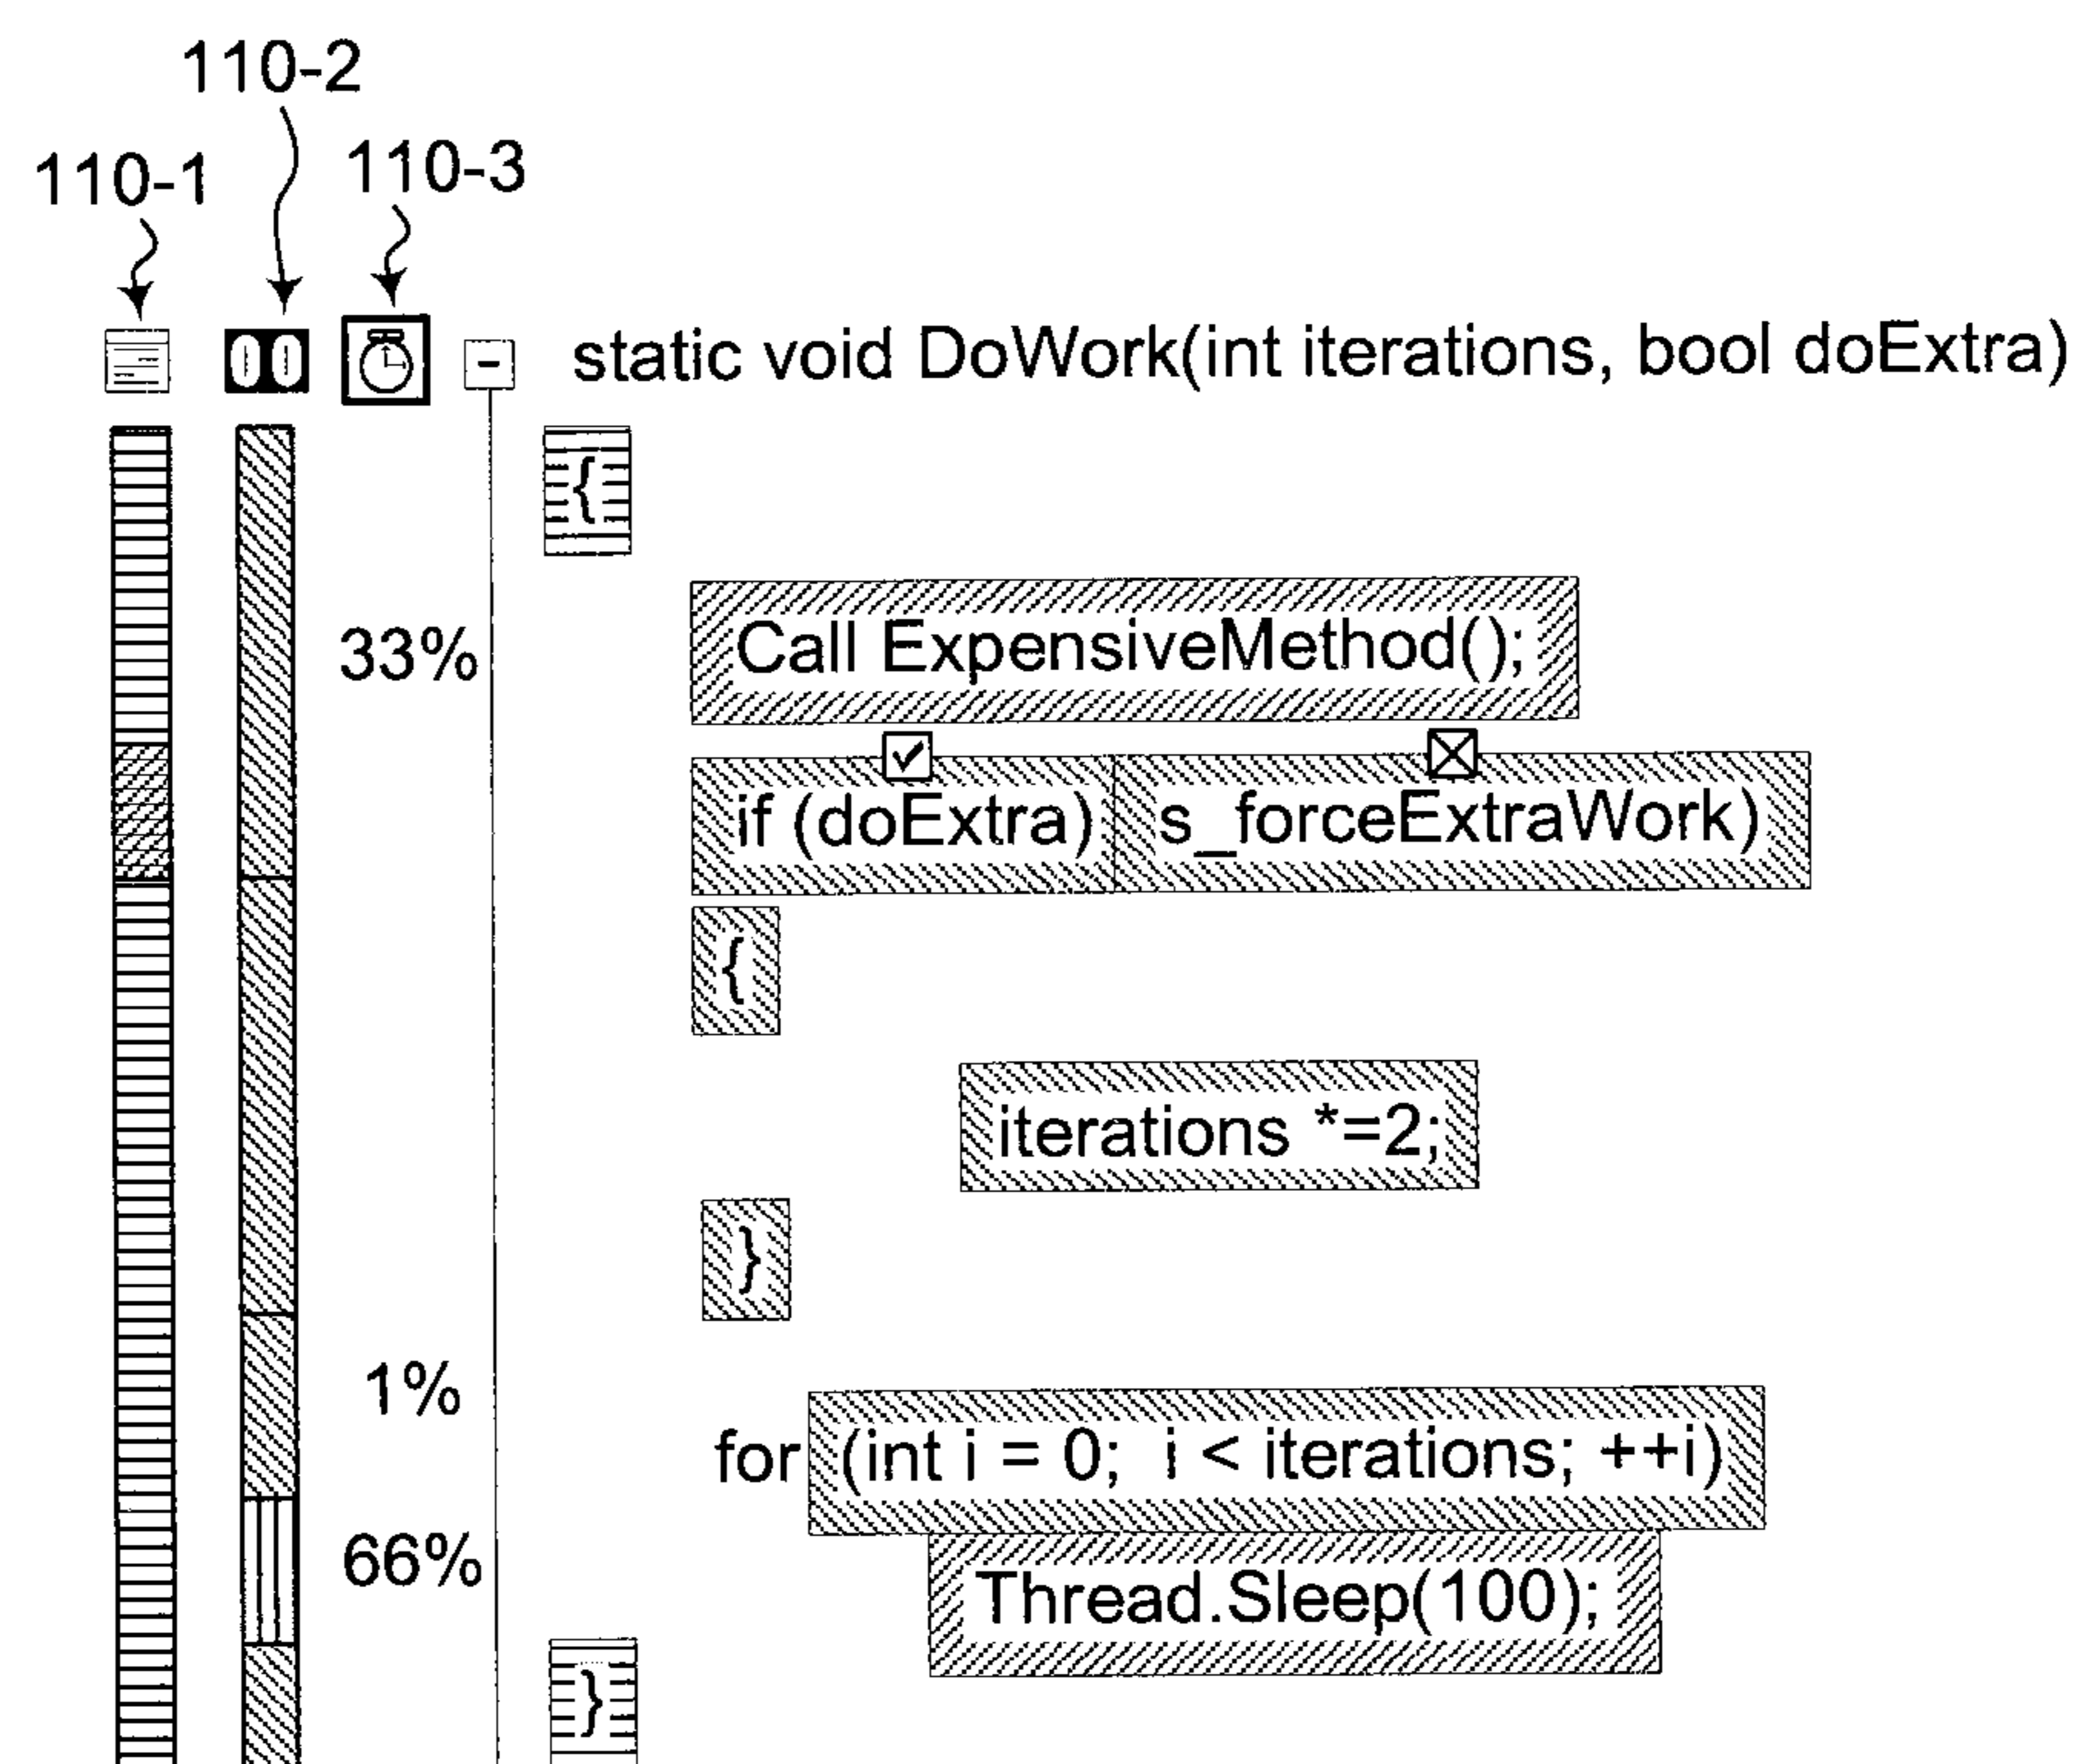 110-2
110-1
110-3
static void DoWork(int iterations, bool doExtra)
{
33%
Call ExpensiveMethod();
if (doExtra) s_forceExtraWork)
{
iterations *=2;
}
1%
for (int i = 0; i < iterations; ++i)
66%
Thread.Sleep(100);
}